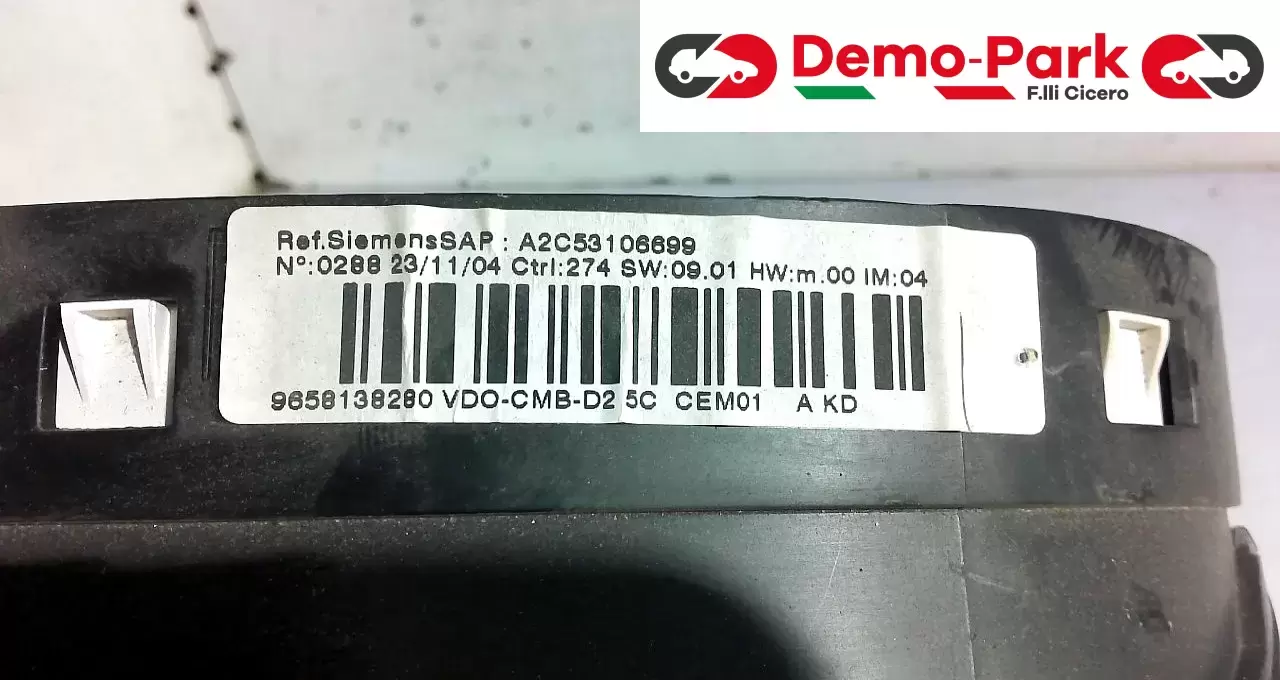 Demo-Park
F.lli Cicero
Ref.SiemensSAP : A2C53106699
Nº:0288 23/11/04 Ctrl:274 SW:09.01 HW:m.00 IM:04
9658138280 VDO-CMB-D2 5C CEM01 A KD